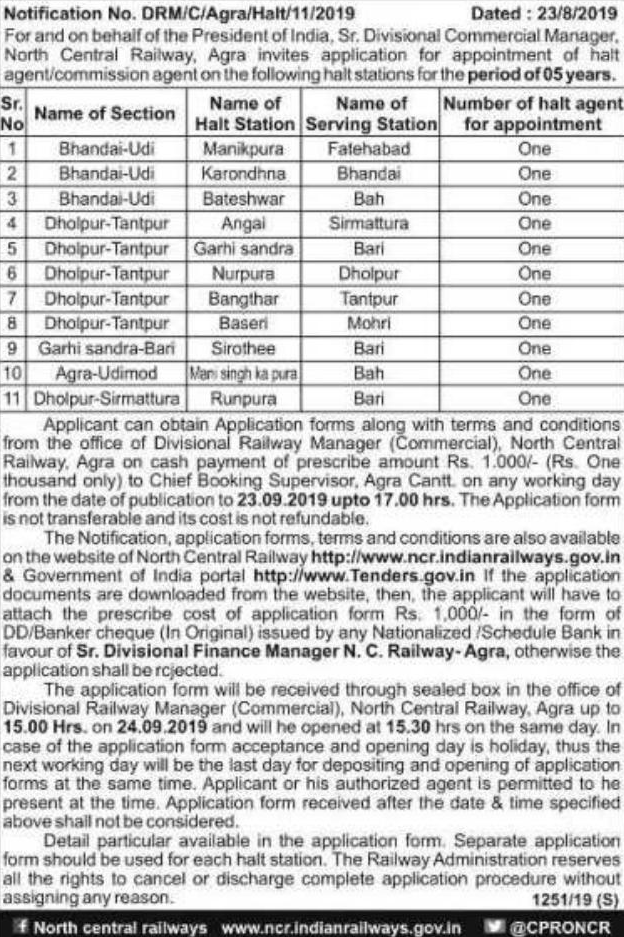 Notification No. DRM/C/Agra/Halt/11/2019 Dated : 23/8/2019
For and on behalf of the President of India, Sr. Divisional Commercial Manager,
North Central Railway, Agra invites application for appointment of halt
agent/commission agent on the following halt stations for the period of 05 years.
Sr. No Name of Section Name of Halt Station Name of Serving Station Number of halt agent for appointment
1 Bhandai-Udi Manikpura Fatehabad One
2 Bhandai-Udi Karondhna Bhandai One
3 Bhandai-Udi Bateshwar Bah One
4 Dholpur-Tantpur Angai Sirmattura One
5 Dholpur-Tantpur Garhi sandra Bari One
6 Dholpur-Tantpur Nurpura Dholpur One
7 Dholpur-Tantpur Bangthar Tantpur One
8 Dholpur-Tantpur Baseri Mohri One
9 Garhi sandra-Bari Sirothee Bari One
10 Agra-Udimod Mani singh ka pura Bah One
11 Dholpur-Sirmattura Runpura Bari One
Applicant can obtain Application forms along with terms and conditions
from the office of Divisional Railway Manager (Commercial), North Central
Railway, Agra on cash payment of prescribe amount Rs. 1.000/- (Rs. One
thousand only) to Chief Booking Supervisor, Agra Cantt. on any working day
from the date of publication to 23.09.2019 upto 17.00 hrs. The Application form
is not transferable and its cost is not refundable.
The Notification, application forms, terms and conditions are also available
on the website of North Central Railway http://www.ncr.indianrailways.gov.in
& Government of India portal http://www.Tenders.gov.in If the application
documents are downloaded from the website, then, the applicant will have to
attach the prescribe cost of application form Rs. 1,000/- in the form of
DD/Banker cheque (In Original) issued by any Nationalized /Schedule Bank in
favour of Sr. Divisional Finance Manager N. C. Railway- Agra, otherwise the
application shall be rcjected.
The application form will be received through sealed box in the office of
Divisional Railway Manager (Commercial), North Central Railway, Agra up to
15.00 Hrs. on 24.09.2019 and will he opened at 15.30 hrs on the same day. In
case of the application form acceptance and opening day is holiday, thus the
next working day will be the last day for depositing and opening of application
forms at the same time. Applicant or his authorized agent is permitted to he
present at the time. Application form received after the date & time specified
above shall not be considered.
Detail particular available in the application form. Separate application
form should be used for each halt station. The Railway Administration reserves
all the rights to cancel or discharge complete application procedure without
assigning any reason. 1251/19 (S)
f North central railways www.ncr.indianrailways.gov.in @CPRONCR